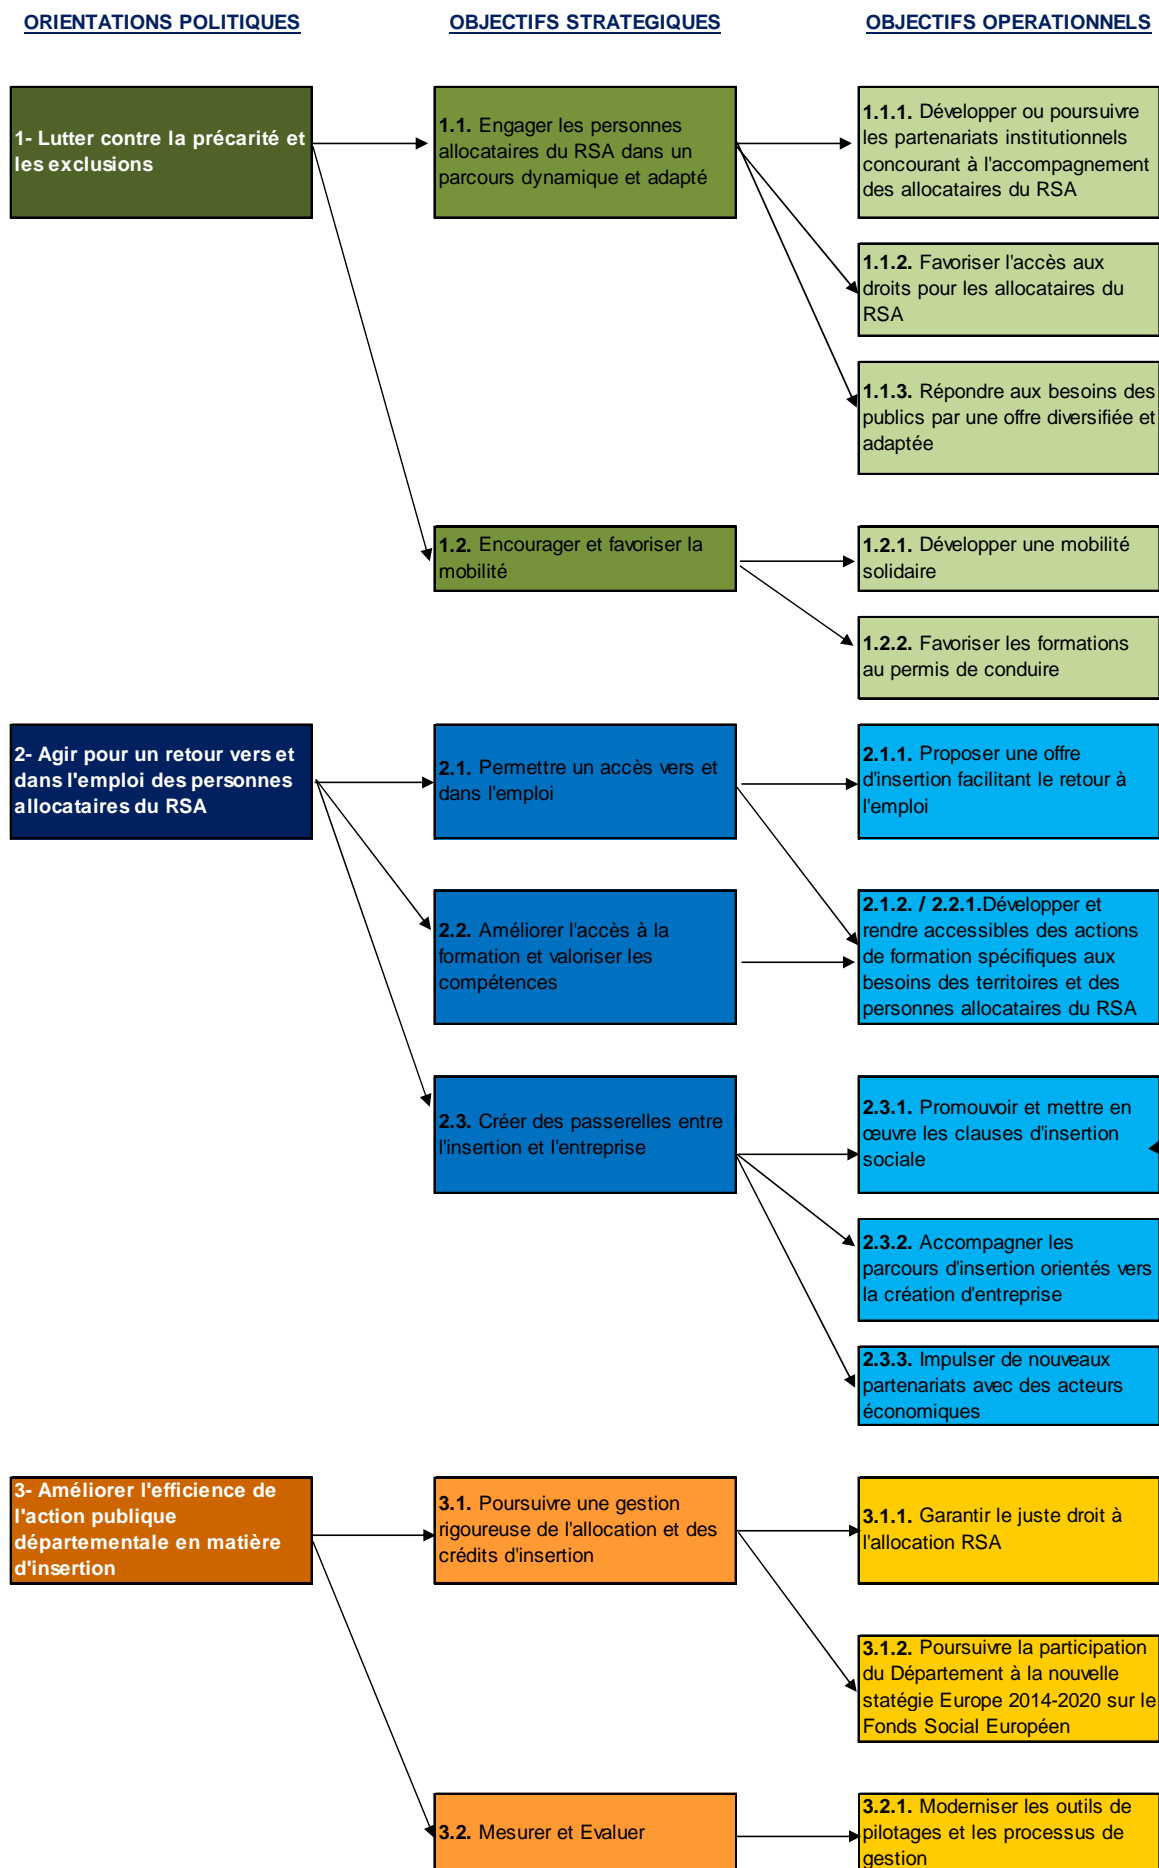 ORIENTATIONS POLITIQUES
OBJECTIFS STRATEGIQUES
OBJECTIFS OPERATIONNELS
1- Lutter contre la précarité et
les exclusions
1.1. Engager les personnes
allocataires du RSA dans un
parcours dynamique et adapté
1.1.1. Développer ou poursuivre
les partenariats institutionnels
concourant à l'accompagnement
des allocataires du RSA
1.1.2. Favoriser l'accès aux
droits pour les allocataires du
RSA
1.1.3. Répondre aux besoins des
publics par une offre diversifiée et
adaptée
1.2. Encourager et favoriser la
mobilité
1.2.1. Développer une mobilité
solidaire
1.2.2. Favoriser les formations
au permis de conduire
2- Agir pour un retour vers et
dans l'emploi des personnes
allocataires du RSA
2.1. Permettre un accès vers et
dans l'emploi
2.1.1. Proposer une offre
d'insertion facilitant le retour à
l'emploi
2.2. Améliorer l'accès à la
formation et valoriser les
compétences
2.1.2. / 2.2.1.Développer et
rendre accessibles des actions
de formation spécifiques aux
besoins des territoires et des
personnes allocataires du RSA
2.3. Créer des passerelles entre
l'insertion et l'entreprise
2.3.1. Promouvoir et mettre en
œuvre les clauses d'insertion
sociale
2.3.2. Accompagner les
parcours d'insertion orientés vers
la création d'entreprise
2.3.3. Impulser de nouveaux
partenariats avec des acteurs
économiques
3- Améliorer l'efficience de
l'action publique
départementale en matière
d'insertion
3.1. Poursuivre une gestion
rigoureuse de l'allocation et des
crédits d'insertion
3.1.1. Garantir le juste droit à
l'allocation RSA
3.1.2. Poursuivre la participation
du Département à la nouvelle
statégie Europe 2014-2020 sur le
Fonds Social Européen
3.2. Mesurer et Evaluer
3.2.1. Moderniser les outils de
pilotages et les processus de
gestion